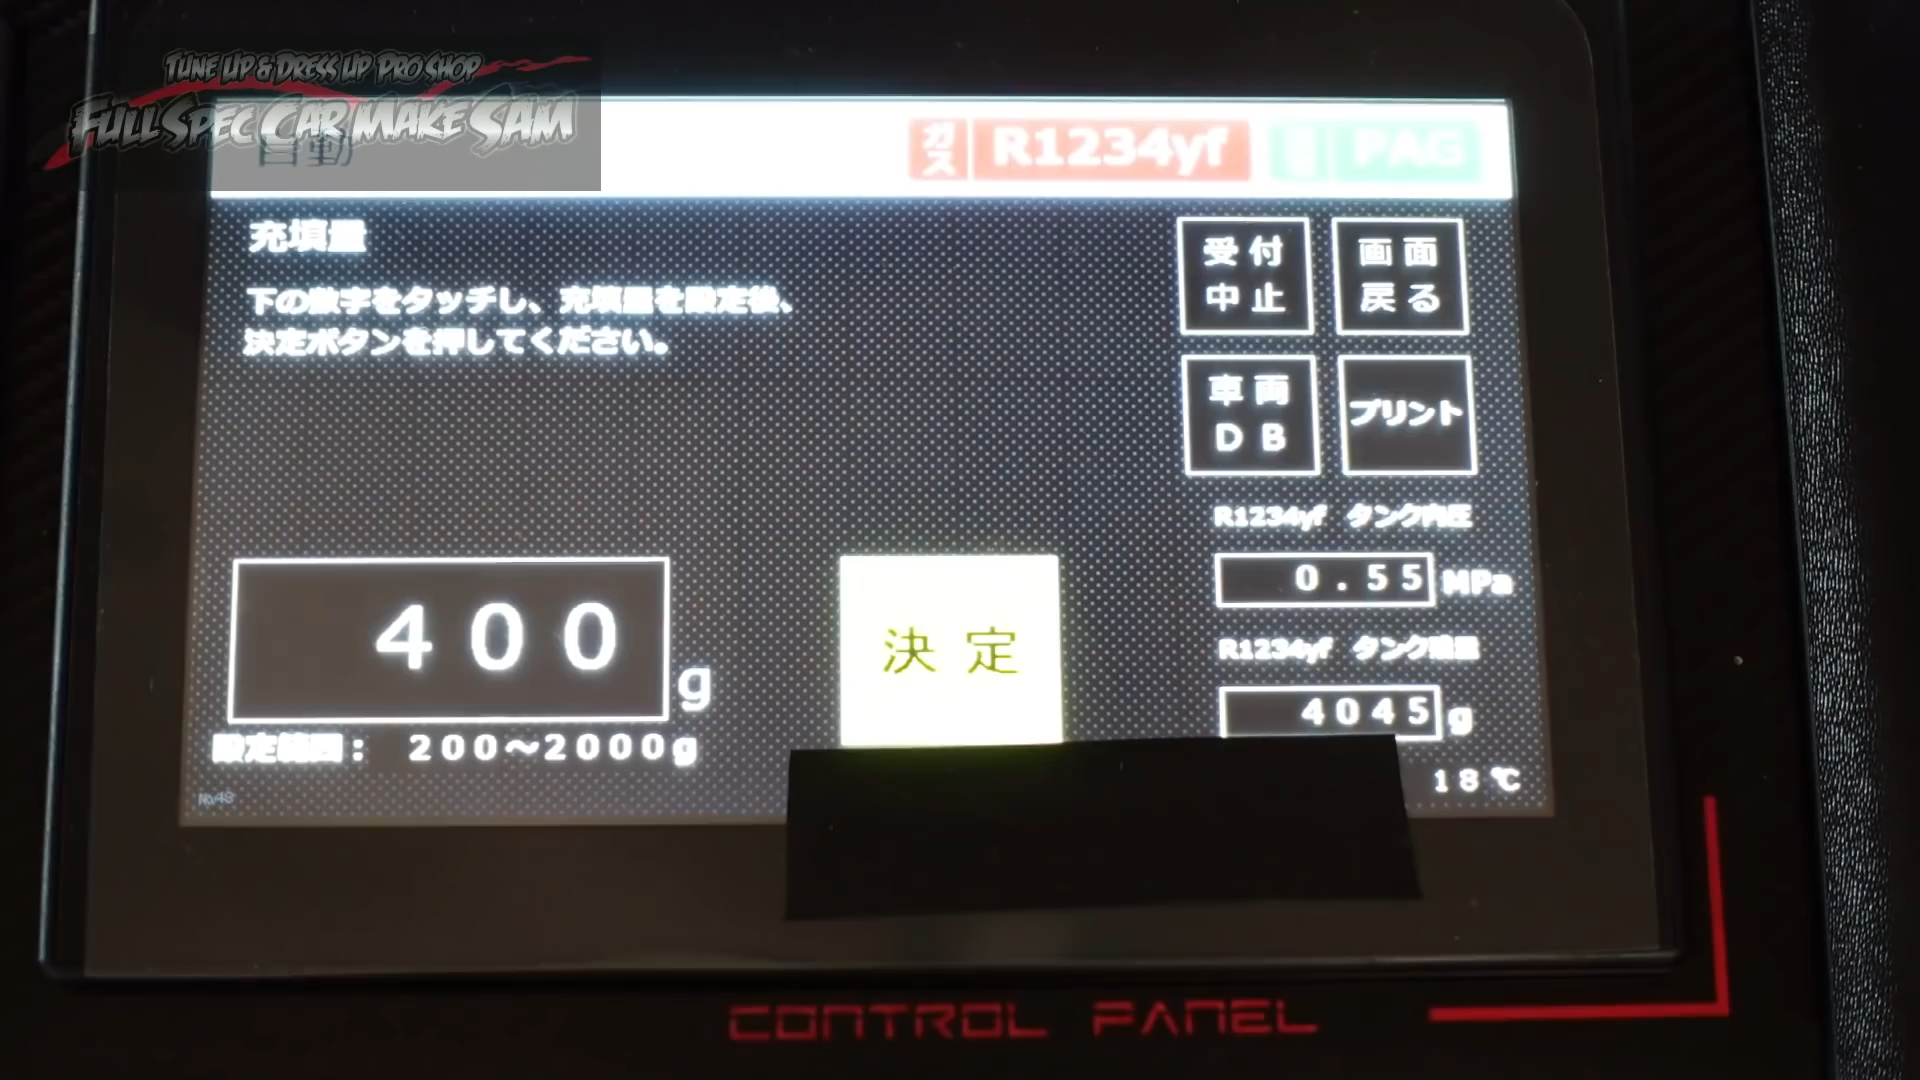 TUNE UP & DRESS UP PRO SHOP
FULL SPEC CAR MAKE SAM
自動
ガス R1234yf PAG
充填量
下の数字をタッチし、充填量を設定後、
決定ボタンを押してください。
受付中止
画面戻る
車両DB
プリント
R1234yf タンク内圧
0.55 MPa
R1234yf タンク残量
4045 g
18℃
400 g
設定範囲： 200～2000g
決定
CONTROL PANEL